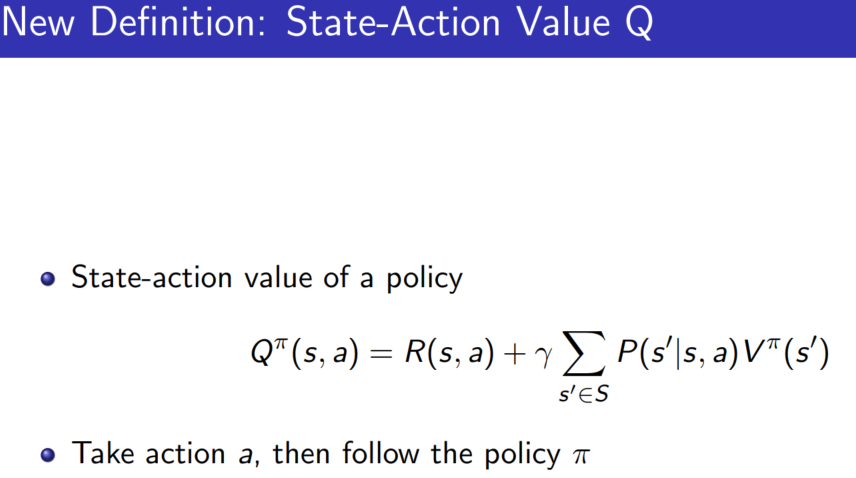 New Definition: State-Action Value Q
State-action value of a policy
Q^π(s, a) = R(s, a) + γ ∑_{s′∈S} P(s′|s, a)V^π(s′)
Take action a, then follow the policy π